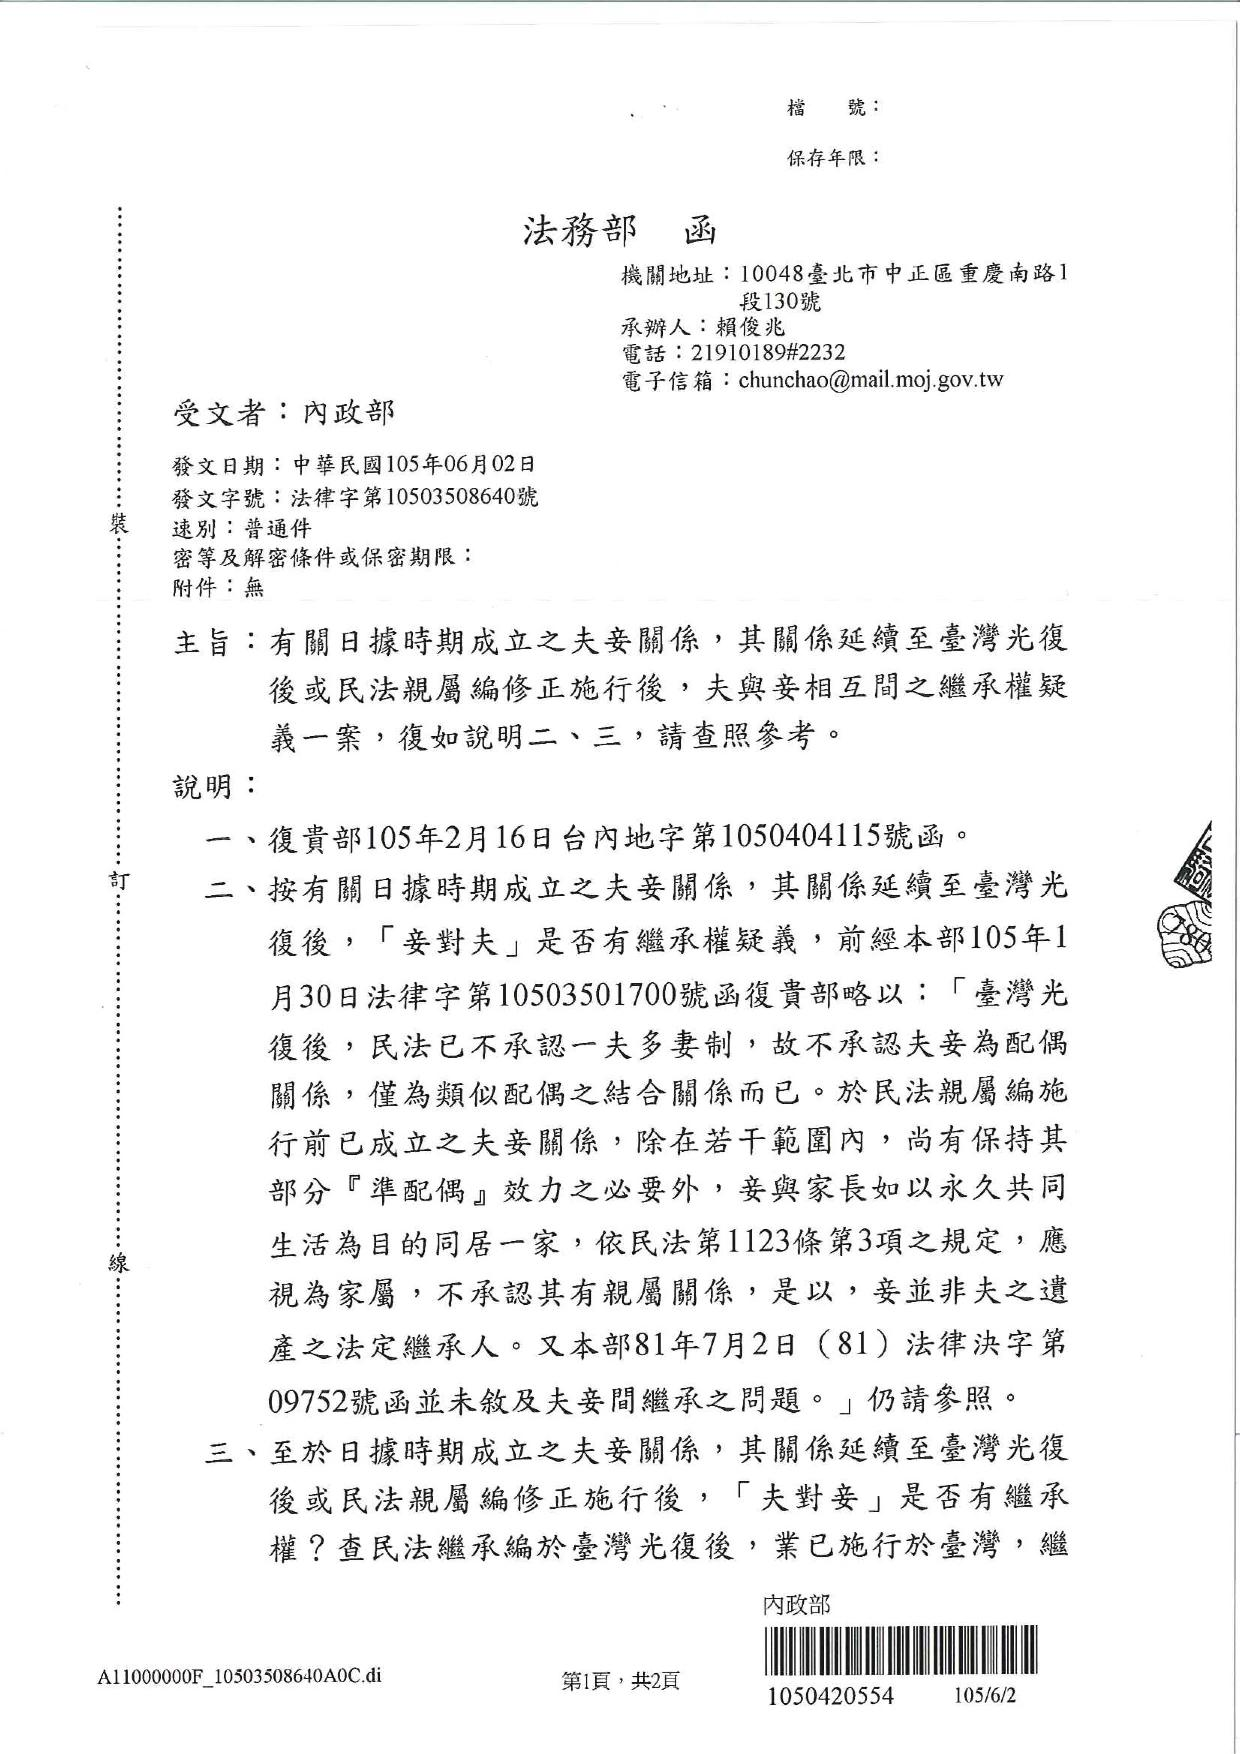 檔　　號：
保存年限：
法務部　函
機關地址：10048臺北市中正區重慶南路1
段130號
承辦人：賴俊兆
電話：21910189#2232
電子信箱：chunchao@mail.moj.gov.tw
受文者：內政部
發文日期：中華民國105年06月02日
發文字號：法律字第10503508640號
速別：普通件
密等及解密條件或保密期限：
附件：無
主旨：有關日據時期成立之夫妾關係，其關係延續至臺灣光復
後或民法親屬編修正施行後，夫與妾相互間之繼承權疑
義一案，復如說明二、三，請查照參考。
說明：
一、復貴部105年2月16日台內地字第1050404115號函。
二、按有關日據時期成立之夫妾關係，其關係延續至臺灣光
復後，「妾對夫」是否有繼承權疑義，前經本部105年1
月30日法律字第10503501700號函復貴部略以：「臺灣光
復後，民法已不承認一夫多妻制，故不承認夫妾為配偶
關係，僅為類似配偶之結合關係而已。於民法親屬編施
行前已成立之夫妾關係，除在若干範圍內，尚有保持其
部分『準配偶』效力之必要外，妾與家長如以永久共同
生活為目的同居一家，依民法第1123條第3項之規定，應
視為家屬，不承認其有親屬關係，是以，妾並非夫之遺
產之法定繼承人。又本部81年7月2日（81）法律決字第
09752號函並未敘及夫妾間繼承之問題。」仍請參照。
三、至於日據時期成立之夫妾關係，其關係延續至臺灣光復
後或民法親屬編修正施行後，「夫對妾」是否有繼承
權？查民法繼承編於臺灣光復後，業已施行於臺灣，繼
裝
訂
線
內政部
1050420554　105/6/2
A11000000F_10503508640A0C.di
第1頁，共2頁